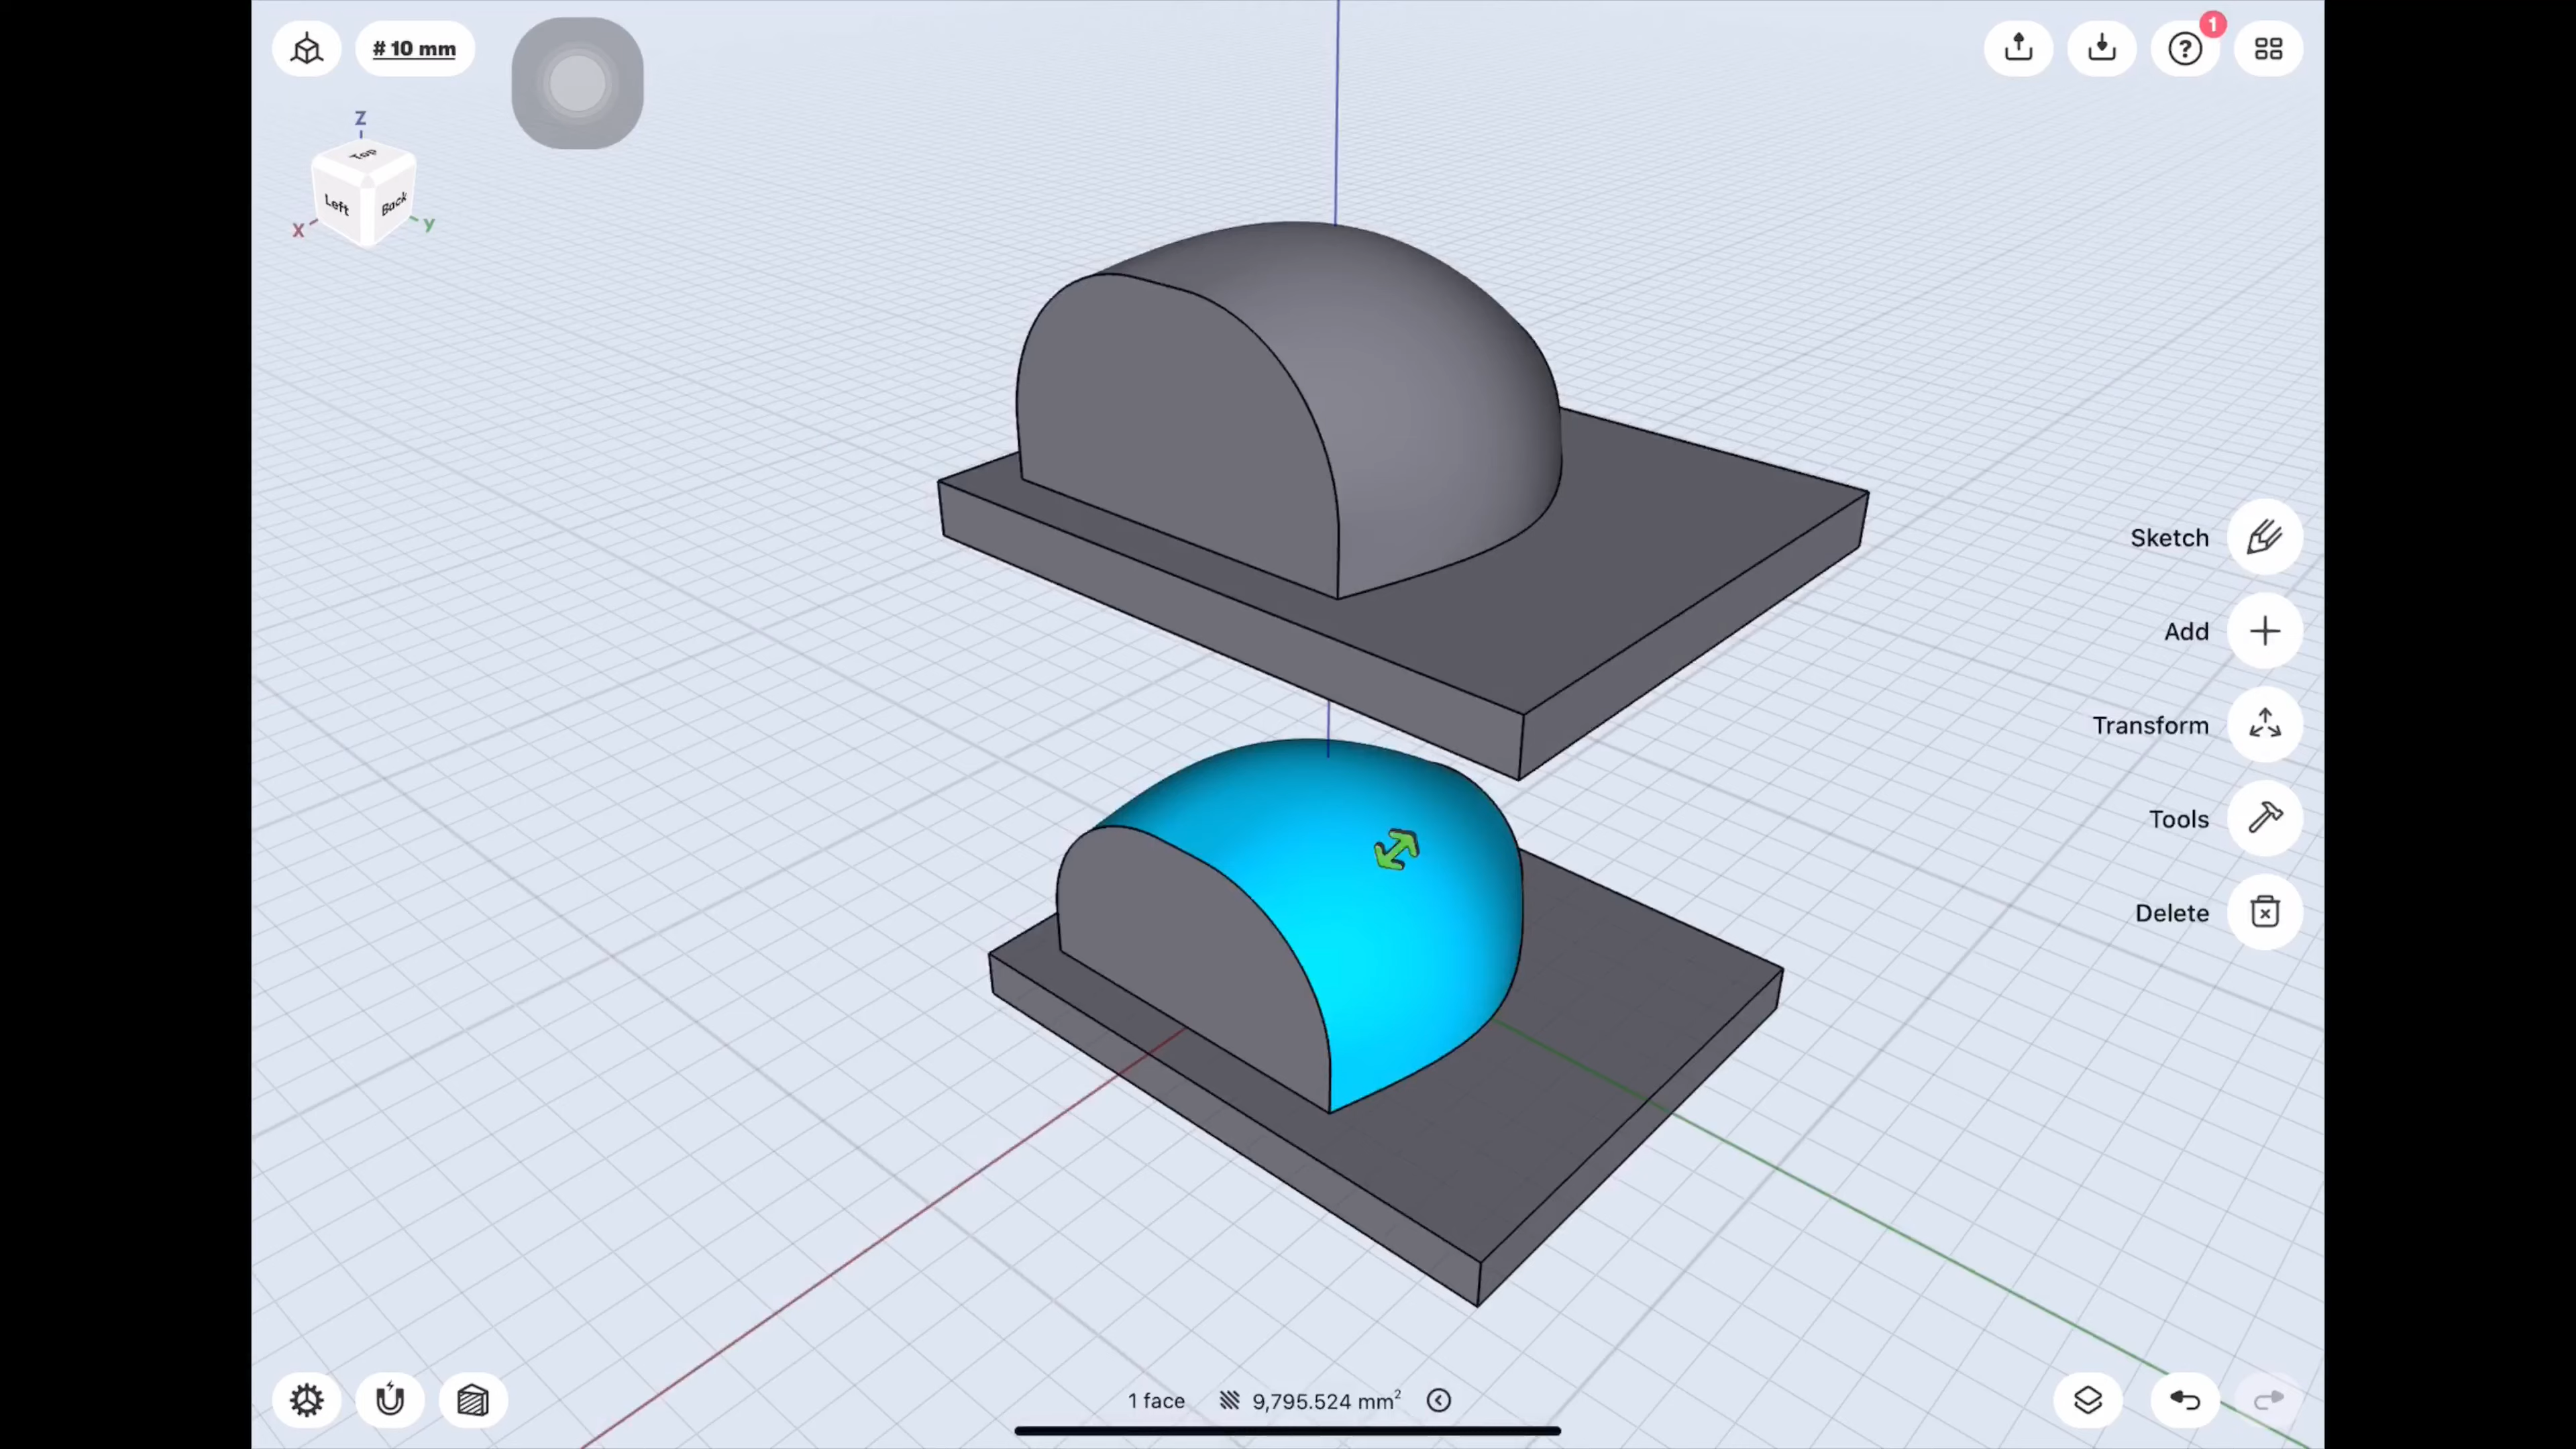 # 10 mm
1
Z
Top
Left
Back
X
Y
Sketch
Add
Transform
Tools
Delete
1 face 9,795.524 mm²